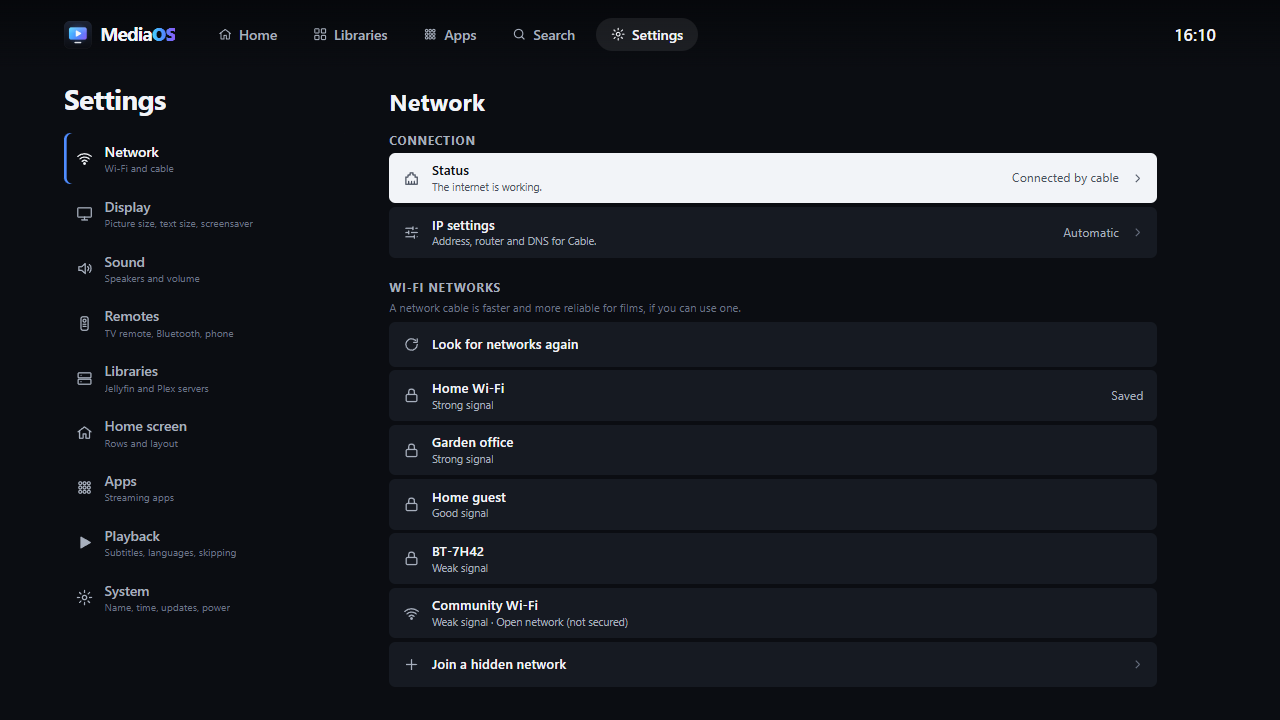 MediaOS
Home
Libraries
Apps
Search
Settings
16:10
Settings
Network
Wi-Fi and cable
Display
Picture size, text size, screensaver
Sound
Speakers and volume
Remotes
TV remote, Bluetooth, phone
Libraries
Jellyfin and Plex servers
Home screen
Rows and layout
Apps
Streaming apps
Playback
Subtitles, languages, skipping
System
Name, time, updates, power
Network
CONNECTION
Status
The internet is working.
Connected by cable
IP settings
Address, router and DNS for Cable.
Automatic
WI-FI NETWORKS
A network cable is faster and more reliable for films, if you can use one.
Look for networks again
Home Wi-Fi
Strong signal
Saved
Garden office
Strong signal
Home guest
Good signal
BT-7H42
Weak signal
Community Wi-Fi
Weak signal · Open network (not secured)
Join a hidden network